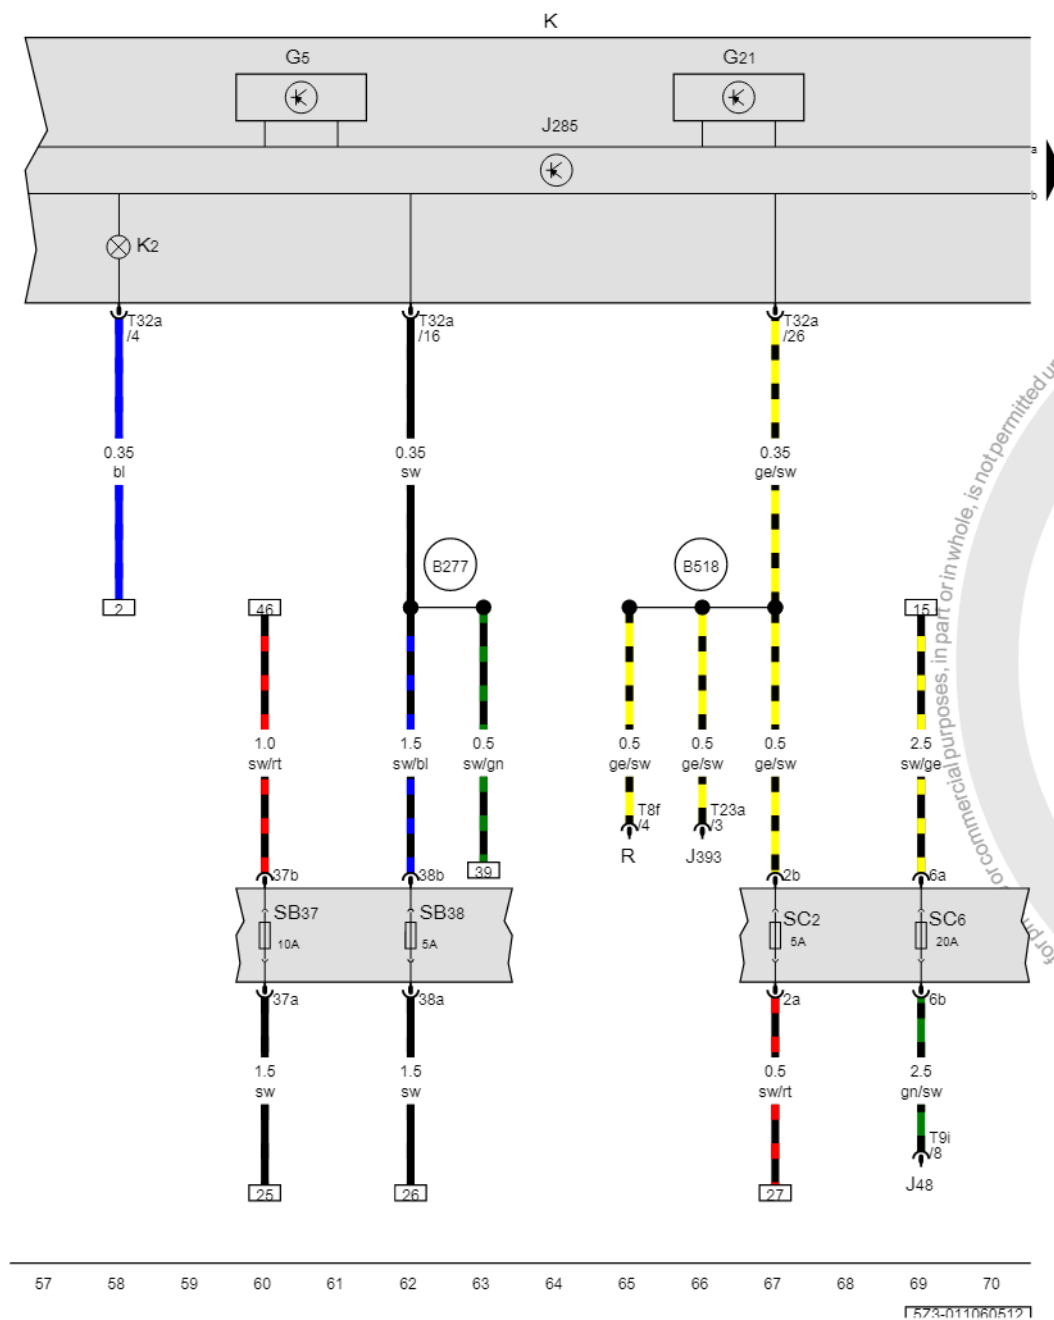 K
G5
G21
J285
a
b
K2
T32a
/4
T32a
/16
T32a
/26
0.35
bl
0.35
sw
0.35
ge/sw
B277
B518
2
46
15
1.0
sw/rt
1.5
sw/bl
0.5
sw/gn
0.5
ge/sw
0.5
ge/sw
0.5
ge/sw
2.5
sw/ge
T8f
/4
T23a
/3
R
J393
37b
38b
39
2b
6a
SB37
10A
SB38
5A
SC2
5A
SC6
20A
37a
38a
2a
6b
1.5
sw
1.5
sw
0.5
sw/rt
2.5
gn/sw
T9i
/8
J48
25
26
27
57 58 59 60 61 62 63 64 65 66 67 68 69 70
573-011060512
or commercial purposes, in part or in whole, is not permitted